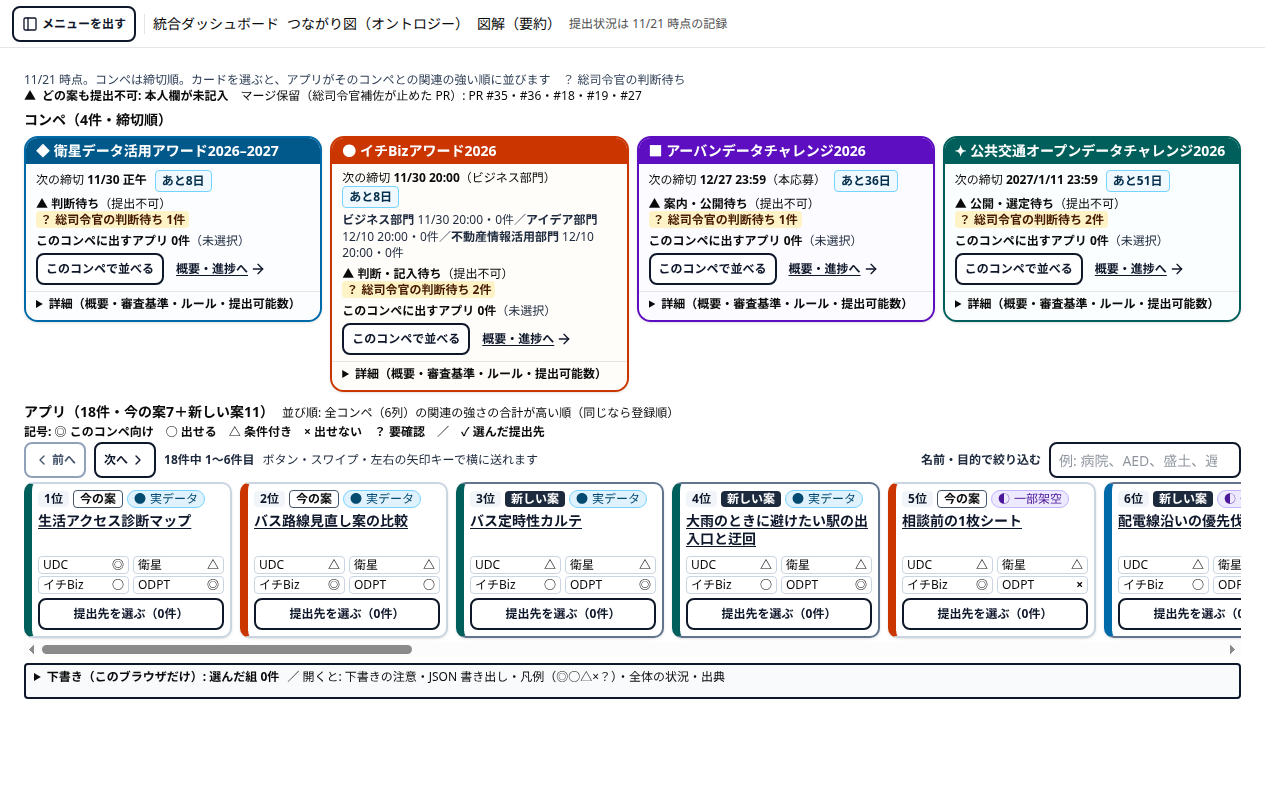 メニューを出す
統合ダッシュボード つながり図（オントロジー） 図解（要約） 提出状況は 11/21 時点の記録
11/21 時点。コンペは締切順。カードを選ぶと、アプリがそのコンペとの関連の強い順に並びます ？ 総司令官の判断待ち
▲ どの案も提出不可: 本人欄が未記入 マージ保留（総司令官補佐が止めた PR）: PR #35・#36・#18・#19・#27
コンペ（4件・締切順）
◆ 衛星データ活用アワード2026–2027
次の締切 11/30 正午 あと8日
▲ 判断待ち（提出不可）
？ 総司令官の判断待ち 1件
このコンペに出すアプリ 0件（未選択）
このコンペで並べる 概要・進捗へ →
▶ 詳細（概要・審査基準・ルール・提出可能数）
● イチBizアワード2026
次の締切 11/30 20:00（ビジネス部門）
あと8日
ビジネス部門 11/30 20:00・0件／アイデア部門
12/10 20:00・0件／不動産情報活用部門 12/10
20:00・0件
▲ 判断・記入待ち（提出不可）
？ 総司令官の判断待ち 2件
このコンペに出すアプリ 0件（未選択）
このコンペで並べる 概要・進捗へ →
▶ 詳細（概要・審査基準・ルール・提出可能数）
■ アーバンデータチャレンジ2026
次の締切 12/27 23:59（本応募） あと36日
▲ 案内・公開待ち（提出不可）
？ 総司令官の判断待ち 1件
このコンペに出すアプリ 0件（未選択）
このコンペで並べる 概要・進捗へ →
▶ 詳細（概要・審査基準・ルール・提出可能数）
✦ 公共交通オープンデータチャレンジ2026
次の締切 2027/1/11 23:59 あと51日
▲ 公開・選定待ち（提出不可）
？ 総司令官の判断待ち 2件
このコンペに出すアプリ 0件（未選択）
このコンペで並べる 概要・進捗へ →
▶ 詳細（概要・審査基準・ルール・提出可能数）
アプリ（18件・今の案7＋新しい案11） 並び順: 全コンペ（6列）の関連の強さの合計が高い順（同じなら登録順）
記号: ◎ このコンペ向け ○ 出せる △ 条件付き × 出せない ？ 要確認 ／ ✓ 選んだ提出先
前へ 次へ 18件中 1〜6件目 ボタン・スワイプ・左右の矢印キーで横に送れます 名前・目的で絞り込む 例: 病院、AED、盛土、遅
1位 今の案 ● 実データ
生活アクセス診断マップ
UDC ◎ 衛星 △
イチBiz ○ ODPT ◎
提出先を選ぶ（0件）
2位 今の案 ● 実データ
バス路線見直し案の比較
UDC △ 衛星 △
イチBiz ◎ ODPT ○
提出先を選ぶ（0件）
3位 新しい案 ● 実データ
バス定時性カルテ
UDC △ 衛星 △
イチBiz ○ ODPT ◎
提出先を選ぶ（0件）
4位 新しい案 ● 実データ
大雨のときに避けたい駅の出
入口と迂回
UDC △ 衛星 △
イチBiz ○ ODPT ◎
提出先を選ぶ（0件）
5位 今の案 ◐ 一部架空
相談前の1枚シート
UDC △ 衛星 △
イチBiz ◎ ODPT ×
提出先を選ぶ（0件）
6位 新しい案 ◐
配電線沿いの優先伐
UDC △ 衛星
イチBiz ○
提出先を選ぶ（0
▶ 下書き（このブラウザだけ）: 選んだ組 0件 ／ 開くと: 下書きの注意・JSON 書き出し・凡例（◎○△×？）・全体の状況・出典